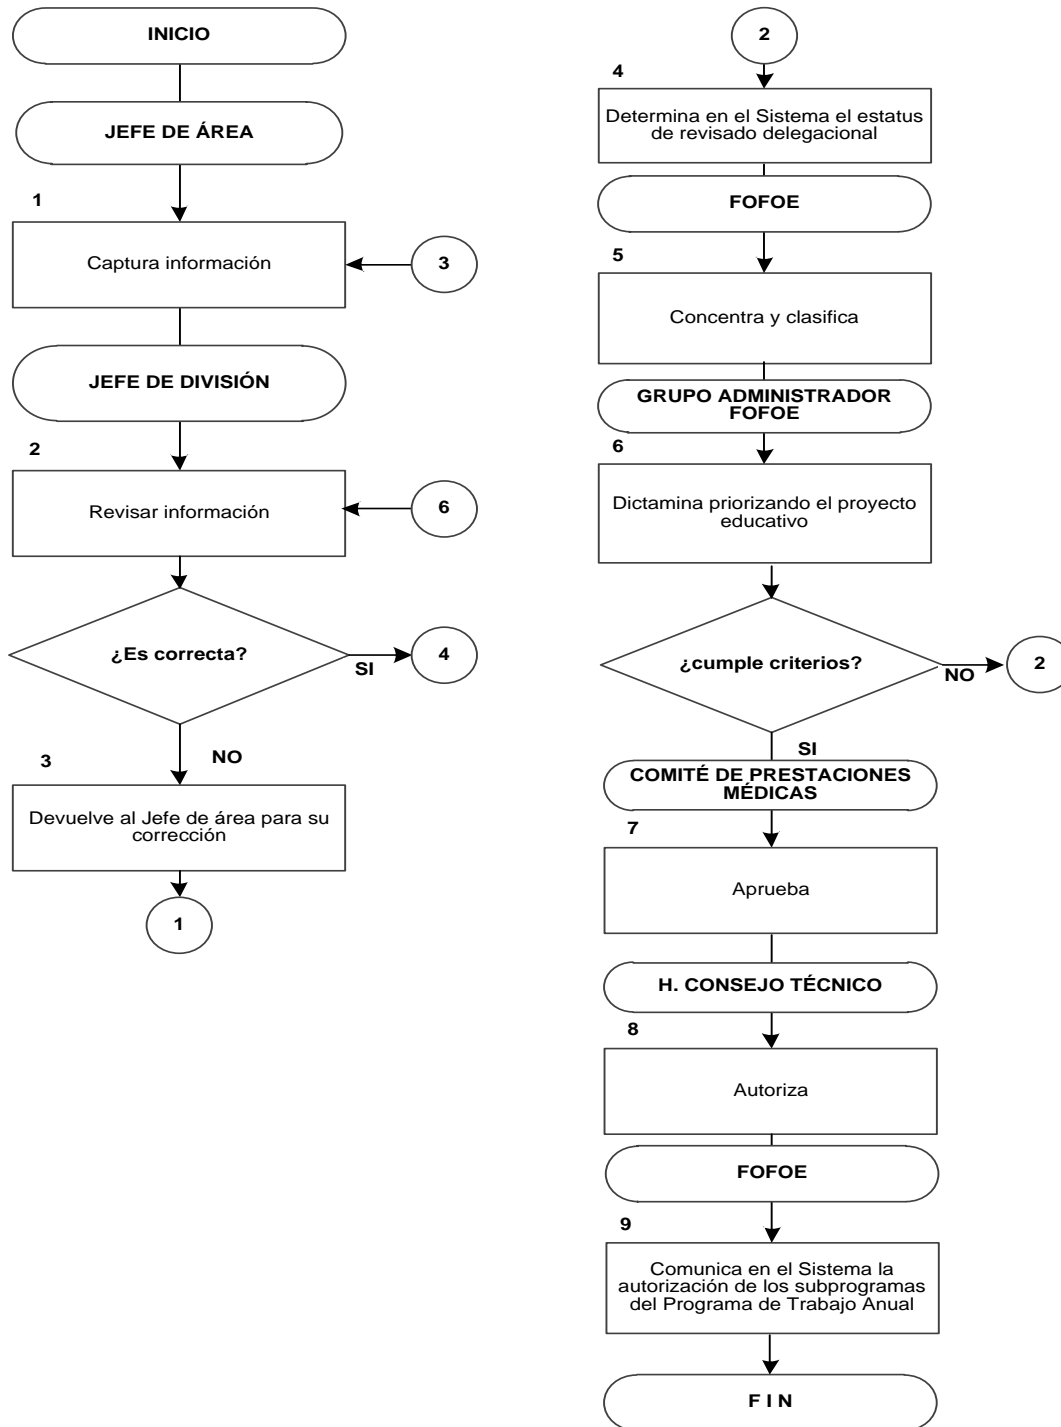 INICIO
JEFE DE ÁREA
1
Captura información
3
JEFE DE DIVISIÓN
2
Revisar información
6
¿Es correcta?
SI
4
NO
3
Devuelve al Jefe de área para su
corrección
1
2
4
Determina en el Sistema el estatus
de revisado delegacional
FOFOE
5
Concentra y clasifica
GRUPO ADMINISTRADOR
FOFOE
6
Dictamina priorizando el proyecto
educativo
¿cumple criterios?
NO
2
SI
COMITÉ DE PRESTACIONES
MÉDICAS
7
Aprueba
H. CONSEJO TÉCNICO
8
Autoriza
FOFOE
9
Comunica en el Sistema la
autorización de los subprogramas
del Programa de Trabajo Anual
F I N